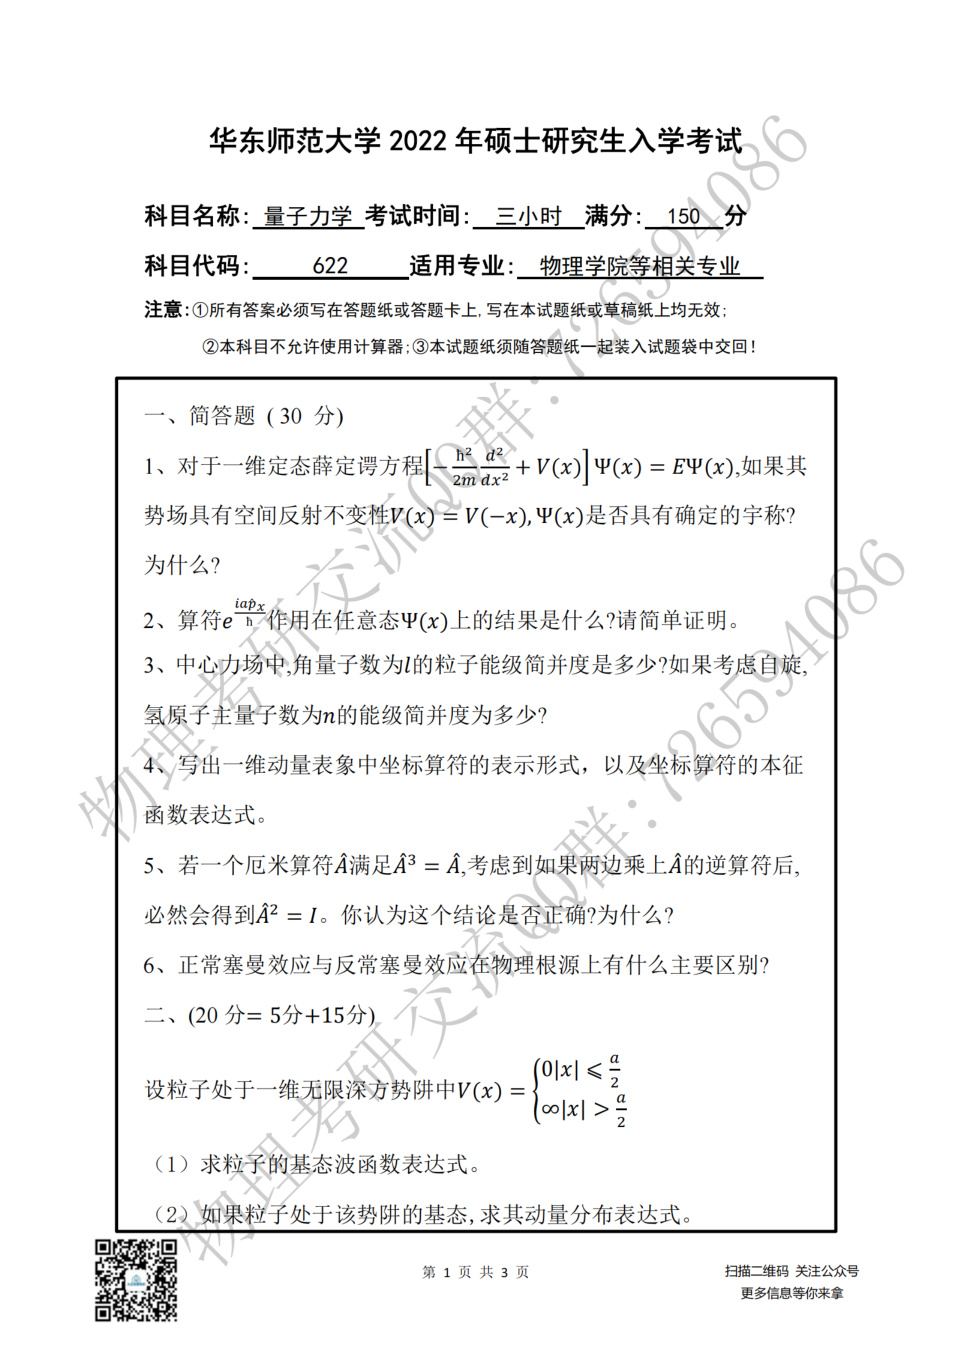 华东师范大学 2022 年硕士研究生入学考试
科目名称: 量子力学 考试时间: 三小时 满分: 150 分
科目代码: 622 适用专业: 物理学院等相关专业
注意:①所有答案必须写在答题纸或答题卡上,写在本试题纸或草稿纸上均无效;
②本科目不允许使用计算器;③本试题纸须随答题纸一起装入试题袋中交回!
一、简答题 ( 30 分)
1、对于一维定态薛定谔方程[-ħ²/2m d²/dx² + V(x)]Ψ(x) = EΨ(x),如果其
势场具有空间反射不变性V(x) = V(−x), Ψ(x)是否具有确定的宇称?
为什么?
2、算符e^(iap̂ₓ/ħ)作用在任意态Ψ(x)上的结果是什么?请简单证明。
3、中心力场中,角量子数为l的粒子能级简并度是多少?如果考虑自旋,
氢原子主量子数为n的能级简并度为多少?
4、写出一维动量表象中坐标算符的表示形式，以及坐标算符的本征
函数表达式。
5、若一个厄米算符Â满足Â³ = Â,考虑到如果两边乘上Â的逆算符后,
必然会得到Â² = I。你认为这个结论是否正确?为什么?
6、正常塞曼效应与反常塞曼效应在物理根源上有什么主要区别?
二、(20 分= 5分+15分)
设粒子处于一维无限深方势阱中V(x) = {0|x| ⩽ a/2
∞|x| > a/2
（1）求粒子的基态波函数表达式。
（2）如果粒子处于该势阱的基态,求其动量分布表达式。
第 1 页 共 3 页
扫描二维码 关注公众号
更多信息等你来拿
物理考研交流QQ群:726594086
物理考研交流QQ群:726594086